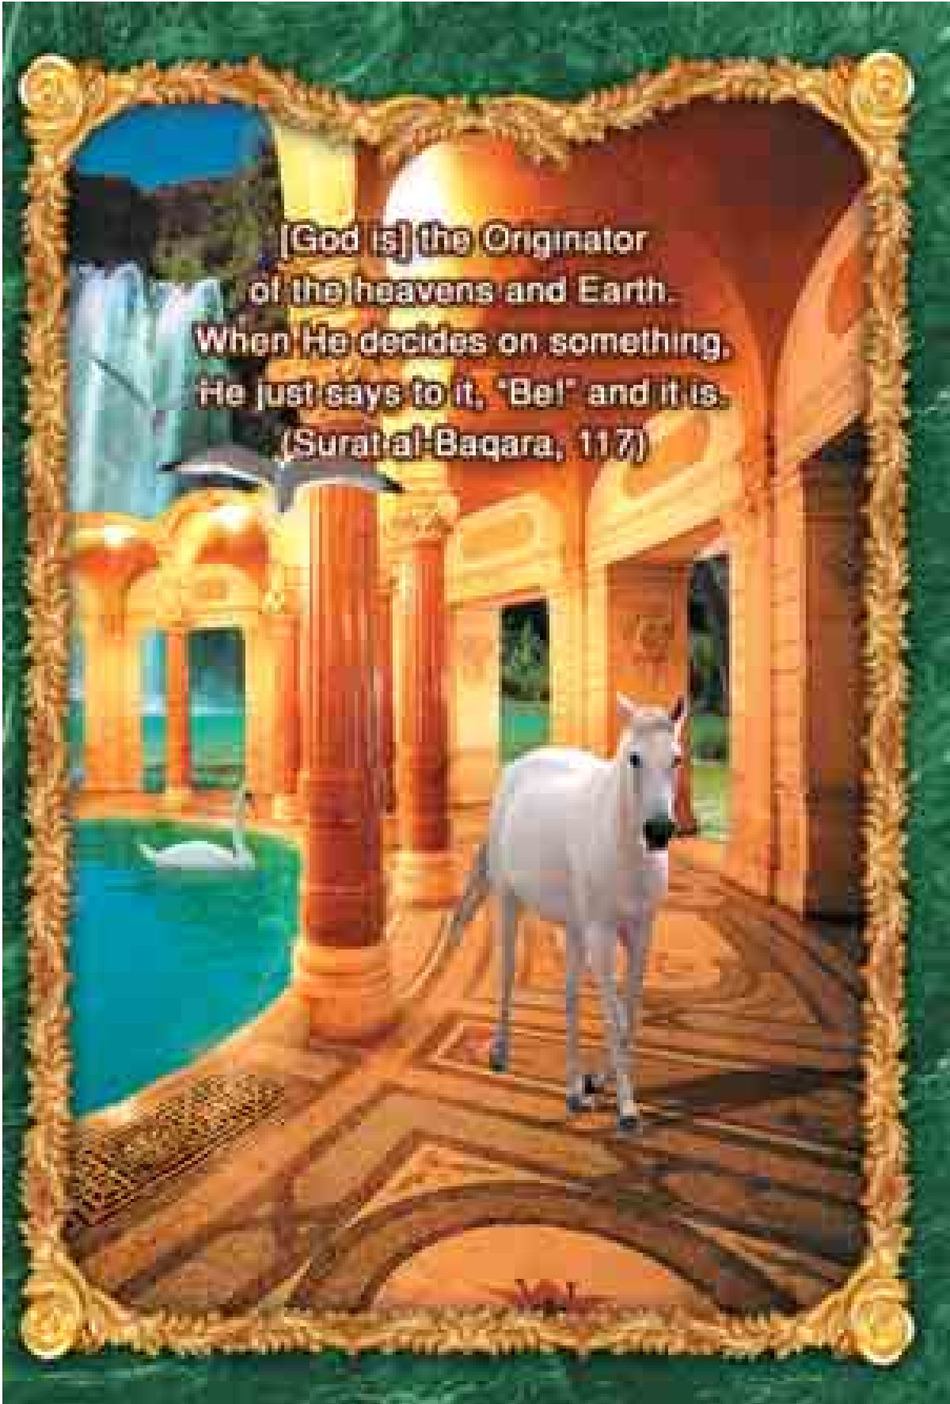 [God is] the Originator
of the heavens and Earth.
When He decides on something,
He just says to it, "Be!" and it is.
(Surat al-Baqara, 117)